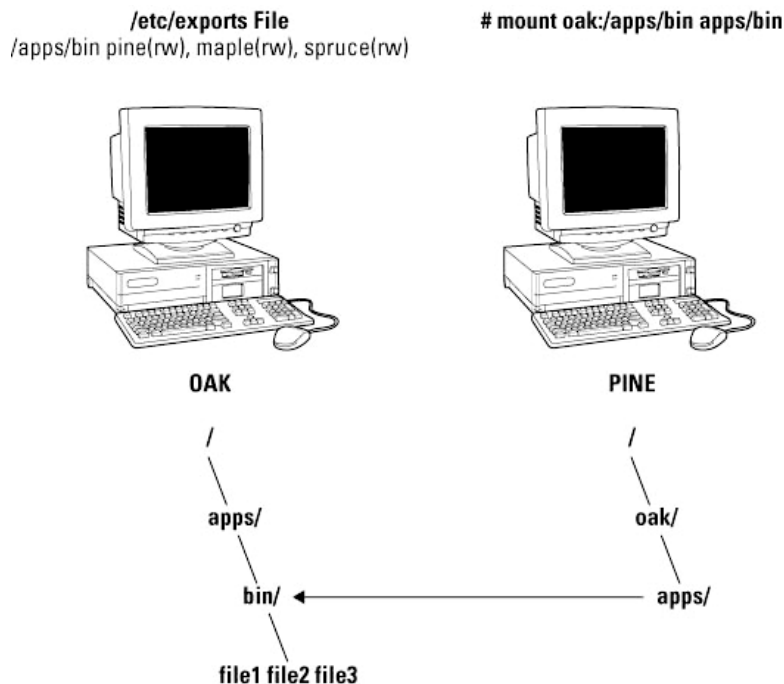 /etc/exports File
/apps/bin pine(rw), maple(rw), spruce(rw)
# mount oak:/apps/bin apps/bin
OAK
PINE
/
/
apps/
oak/
bin/
apps/
file1 file2 file3